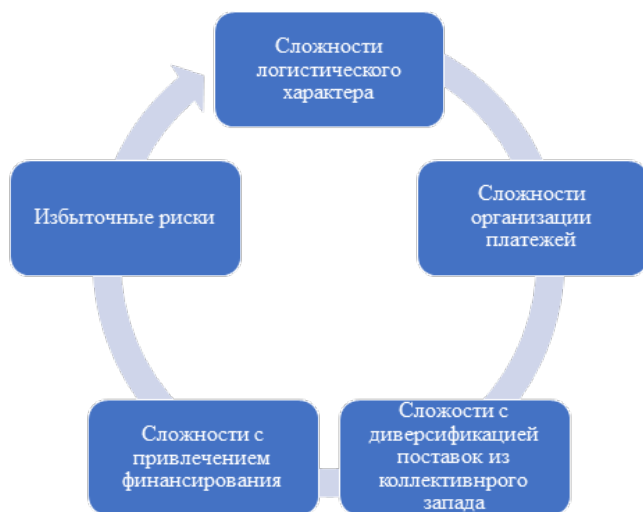 Сложности
логистического
характера
Сложности
организации
платежей
Сложости с
диверсификацией
поставок из
коллективнрого
запада
Сложности с
привлечением
финансирования
Избыточные риски